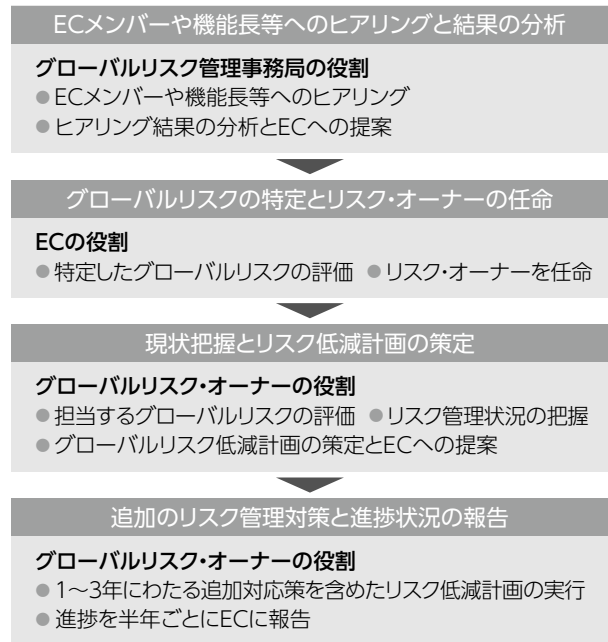 ECメンバーや機能長等へのヒアリングと結果の分析
グローバルリスク管理事務局の役割
●ECメンバーや機能長等へのヒアリング
●ヒアリング結果の分析とECへの提案
グローバルリスクの特定とリスク・オーナーの任命
ECの役割
●特定したグローバルリスクの評価 ●リスク・オーナーを任命
現状把握とリスク低減計画の策定
グローバルリスク・オーナーの役割
●担当するグローバルリスクの評価 ●リスク管理状況の把握
●グローバルリスク低減計画の策定とECへの提案
追加のリスク管理対策と進捗状況の報告
グローバルリスク・オーナーの役割
●1〜3年にわたる追加対応策を含めたリスク低減計画の実行
●進捗を半年ごとにECに報告